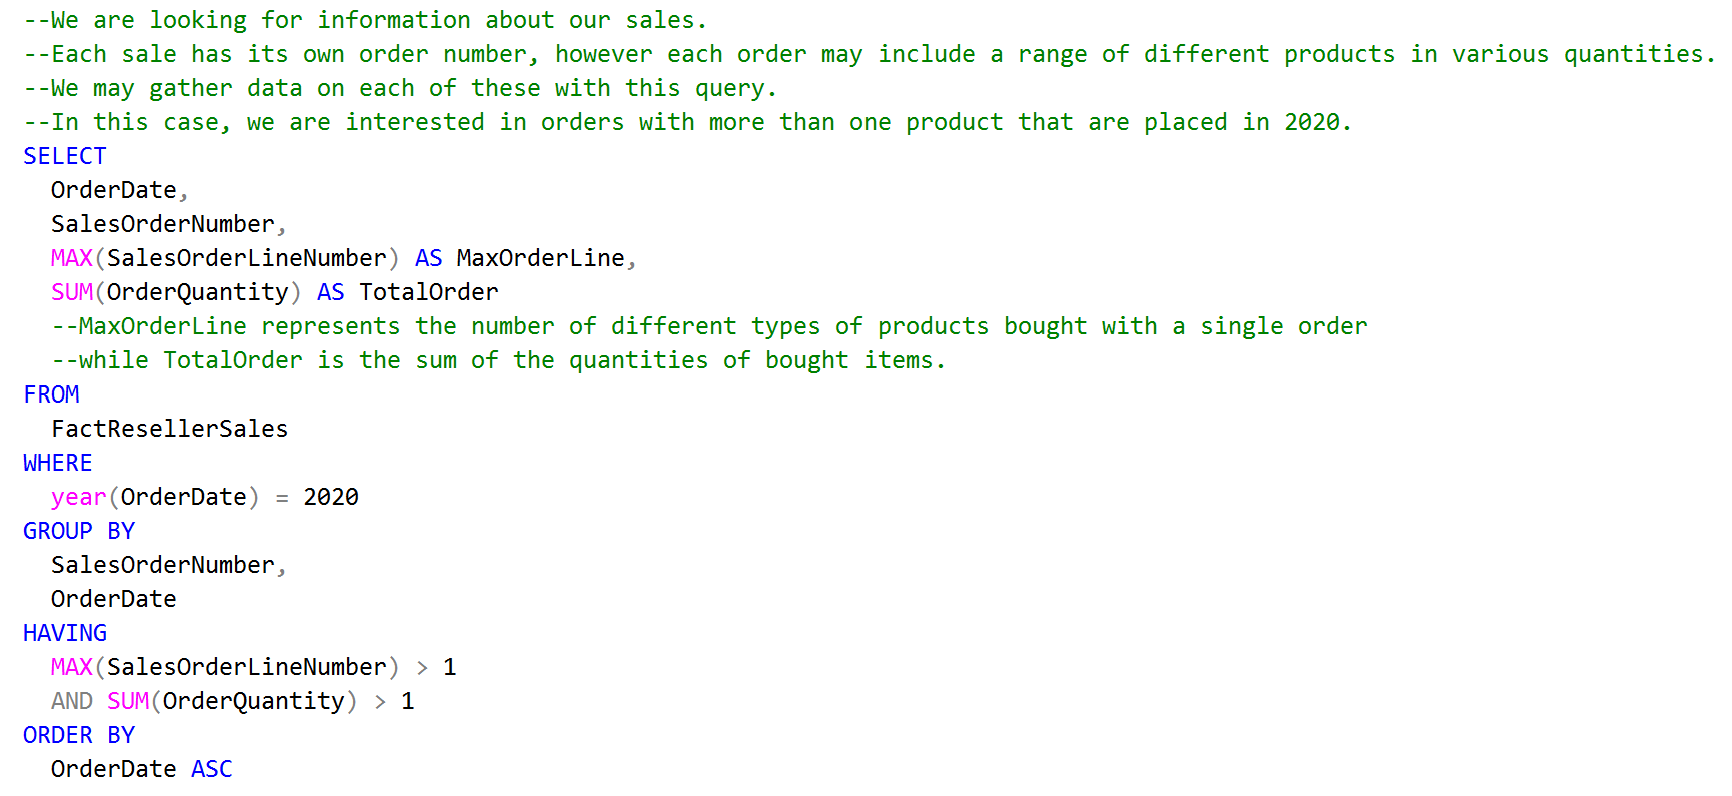 --We are looking for information about our sales.
--Each sale has its own order number, however each order may include a range of different products in various quantities.
--We may gather data on each of these with this query.
--In this case, we are interested in orders with more than one product that are placed in 2020.
SELECT
  OrderDate,
  SalesOrderNumber,
  MAX(SalesOrderLineNumber) AS MaxOrderLine,
  SUM(OrderQuantity) AS TotalOrder
  --MaxOrderLine represents the number of different types of products bought with a single order
  --while TotalOrder is the sum of the quantities of bought items.
FROM
  FactResellerSales
WHERE
  year(OrderDate) = 2020
GROUP BY
  SalesOrderNumber,
  OrderDate
HAVING
  MAX(SalesOrderLineNumber) > 1
  AND SUM(OrderQuantity) > 1
ORDER BY
  OrderDate ASC